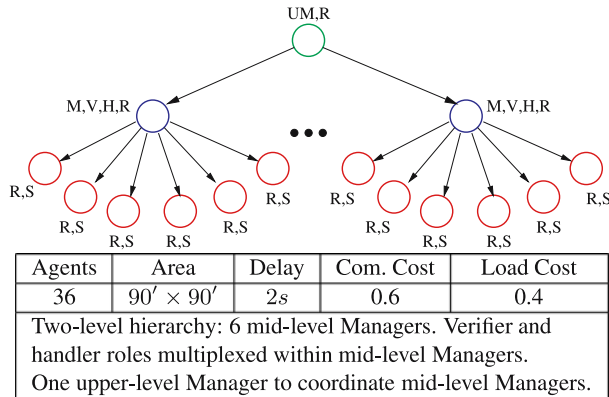 UM,R
M,V,H,R
M,V,H,R
R,S
R,S
R,S
R,S
R,S
R,S
R,S
R,S
R,S
R,S
R,S
R,S
Agents Area Delay Com. Cost Load Cost
36 90′ × 90′ 2s 0.6 0.4
Two-level hierarchy: 6 mid-level Managers. Verifier and
handler roles multiplexed within mid-level Managers.
One upper-level Manager to coordinate mid-level Managers.